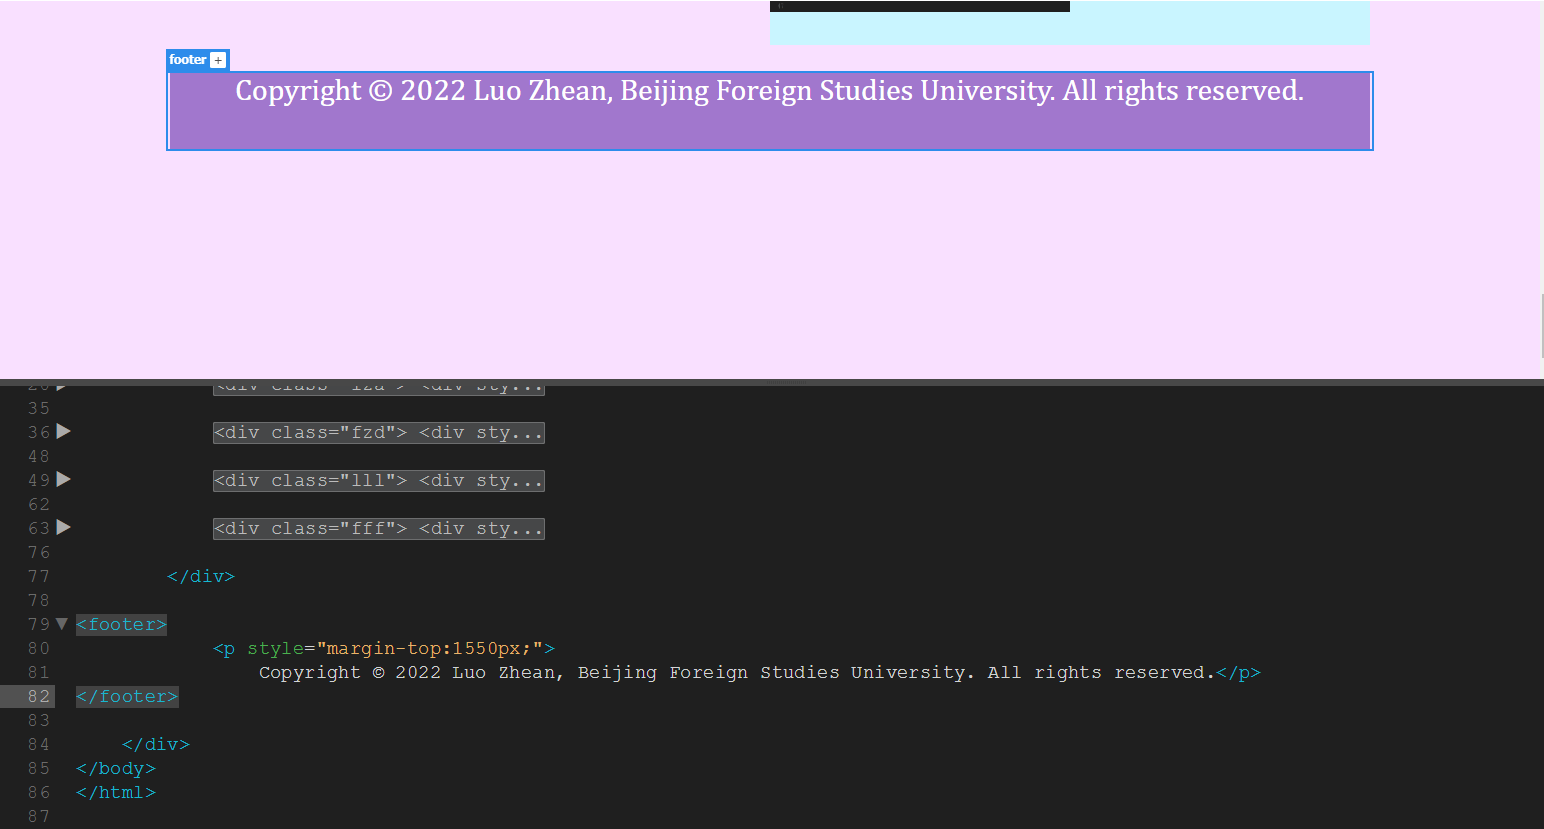 footer +
Copyright © 2022 Luo Zhean, Beijing Foreign Studies University. All rights reserved.
35
36 <div class="fzd"> <div sty...
48
49 <div class="lll"> <div sty...
62
63 <div class="fff"> <div sty...
76
77 </div>
78
79 <footer>
80 <p style="margin-top:1550px;">
81 Copyright © 2022 Luo Zhean, Beijing Foreign Studies University. All rights reserved.</p>
82 </footer>
83
84 </div>
85 </body>
86 </html>
87